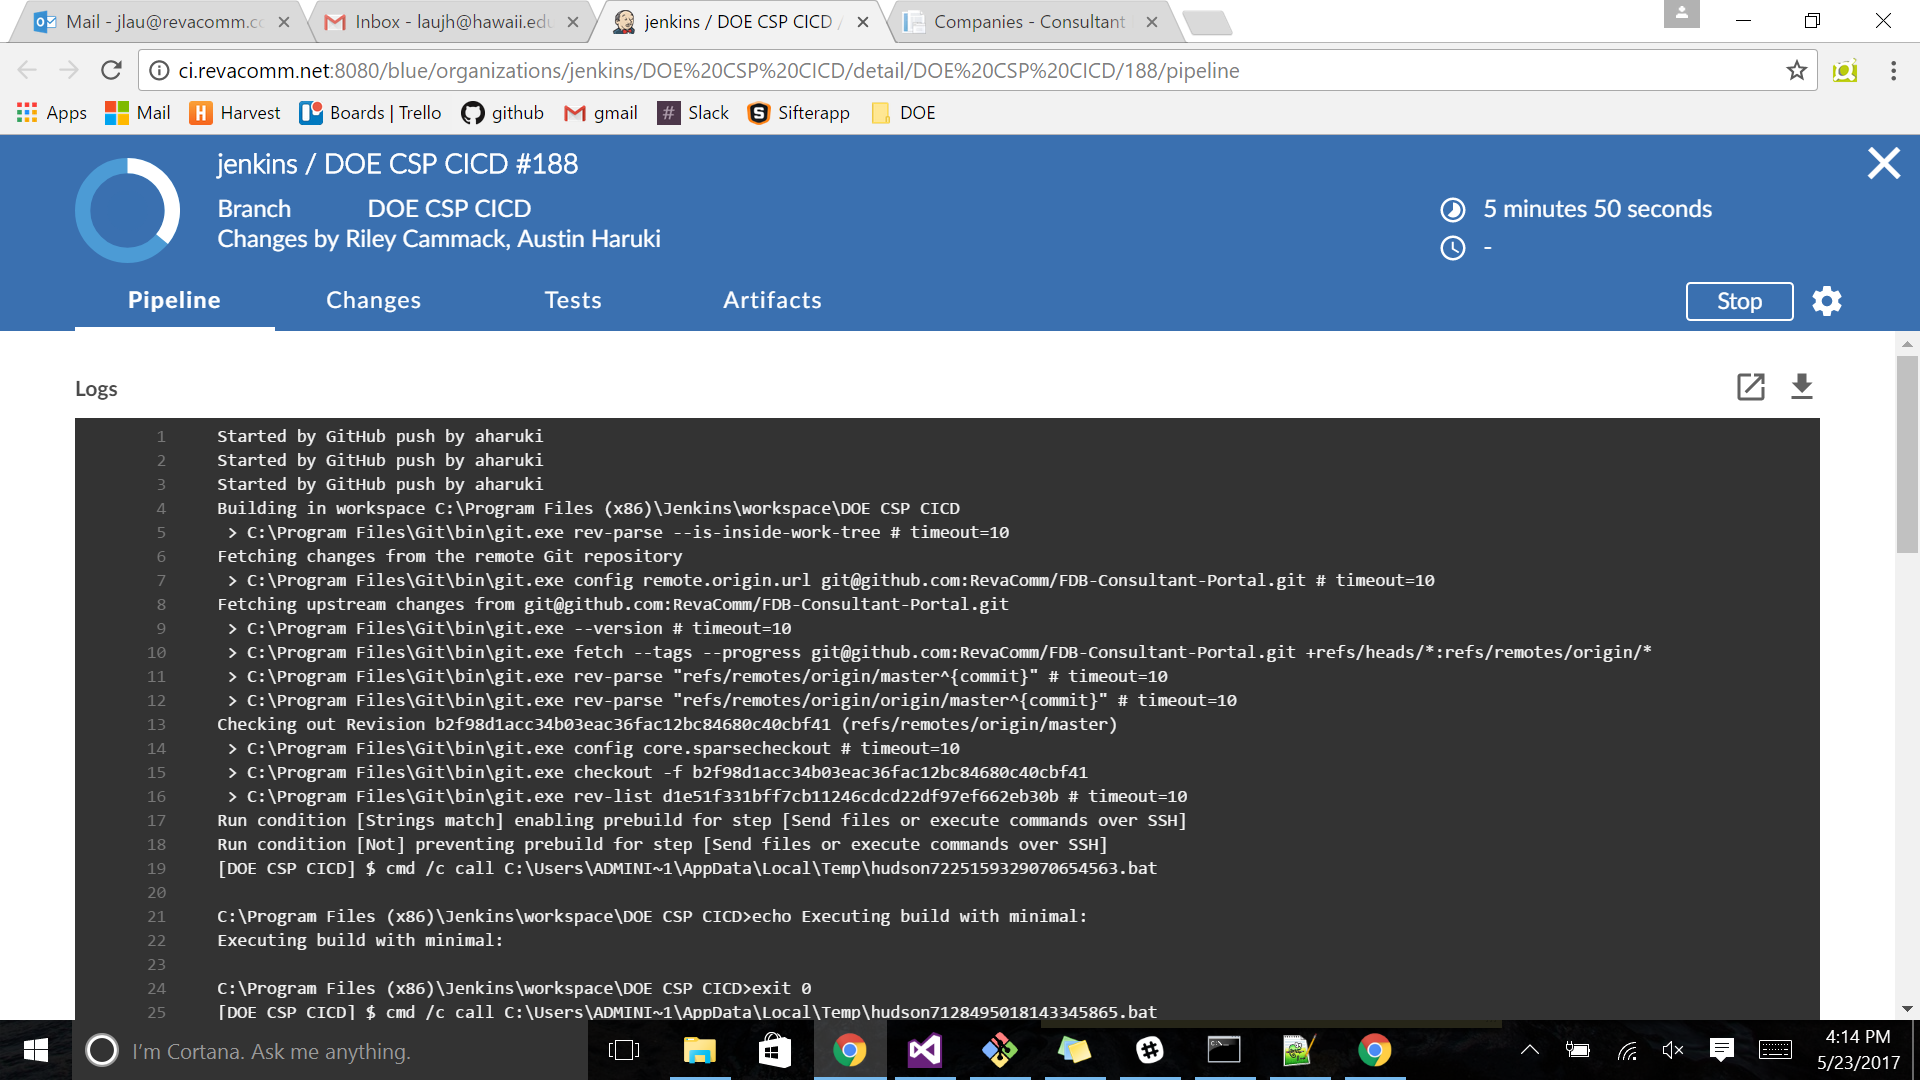 Mail - jlau@revacomm.c
Inbox - laujh@hawaii.edu
jenkins / DOE CSP CICD /
Companies - Consultant
ci.revacomm.net:8080/blue/organizations/jenkins/DOE%20CSP%20CICD/detail/DOE%20CSP%20CICD/188/pipeline
Apps Mail Harvest Boards | Trello github gmail Slack Sifterapp DOE
jenkins / DOE CSP CICD #188
Branch DOE CSP CICD
5 minutes 50 seconds
Changes by Riley Cammack, Austin Haruki
-
Pipeline Changes Tests Artifacts
Stop
Logs
1 Started by GitHub push by aharuki
2 Started by GitHub push by aharuki
3 Started by GitHub push by aharuki
4 Building in workspace C:\Program Files (x86)\Jenkins\workspace\DOE CSP CICD
5 > C:\Program Files\Git\bin\git.exe rev-parse --is-inside-work-tree # timeout=10
6 Fetching changes from the remote Git repository
7 > C:\Program Files\Git\bin\git.exe config remote.origin.url git@github.com:RevaComm/FDB-Consultant-Portal.git # timeout=10
8 Fetching upstream changes from git@github.com:RevaComm/FDB-Consultant-Portal.git
9 > C:\Program Files\Git\bin\git.exe --version # timeout=10
10 > C:\Program Files\Git\bin\git.exe fetch --tags --progress git@github.com:RevaComm/FDB-Consultant-Portal.git +refs/heads/*:refs/remotes/origin/*
11 > C:\Program Files\Git\bin\git.exe rev-parse "refs/remotes/origin/master^{commit}" # timeout=10
12 > C:\Program Files\Git\bin\git.exe rev-parse "refs/remotes/origin/origin/master^{commit}" # timeout=10
13 Checking out Revision b2f98d1acc34b03eac36fac12bc84680c40cbf41 (refs/remotes/origin/master)
14 > C:\Program Files\Git\bin\git.exe config core.sparsecheckout # timeout=10
15 > C:\Program Files\Git\bin\git.exe checkout -f b2f98d1acc34b03eac36fac12bc84680c40cbf41
16 > C:\Program Files\Git\bin\git.exe rev-list d1e51f331bff7cb11246cdcd22df97ef662eb30b # timeout=10
17 Run condition [Strings match] enabling prebuild for step [Send files or execute commands over SSH]
18 Run condition [Not] preventing prebuild for step [Send files or execute commands over SSH]
19 [DOE CSP CICD] $ cmd /c call C:\Users\ADMINI~1\AppData\Local\Temp\hudson7225159329070654563.bat
20
21 C:\Program Files (x86)\Jenkins\workspace\DOE CSP CICD>echo Executing build with minimal:
22 Executing build with minimal:
23
24 C:\Program Files (x86)\Jenkins\workspace\DOE CSP CICD>exit 0
25 [DOE CSP CICD] $ cmd /c call C:\Users\ADMINI~1\AppData\Local\Temp\hudson7128495018143345865.bat
I'm Cortana. Ask me anything.
4:14 PM
5/23/2017